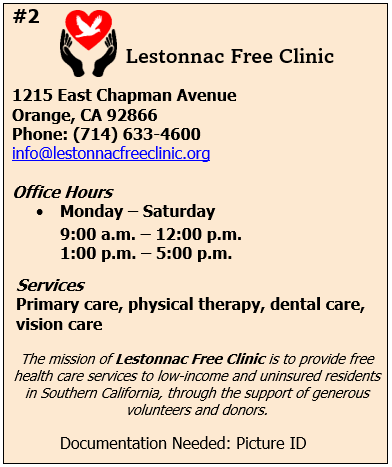 #2
Lestonnac Free Clinic
1215 East Chapman Avenue
Orange, CA 92866
Phone: (714) 633-4600
info@lestonnacfreeclinic.org
Office Hours
• Monday – Saturday
9:00 a.m. – 12:00 p.m.
1:00 p.m. – 5:00 p.m.
Services
Primary care, physical therapy, dental care,
vision care
The mission of Lestonnac Free Clinic is to provide free
health care services to low-income and uninsured residents
in Southern California, through the support of generous
volunteers and donors.
Documentation Needed: Picture ID